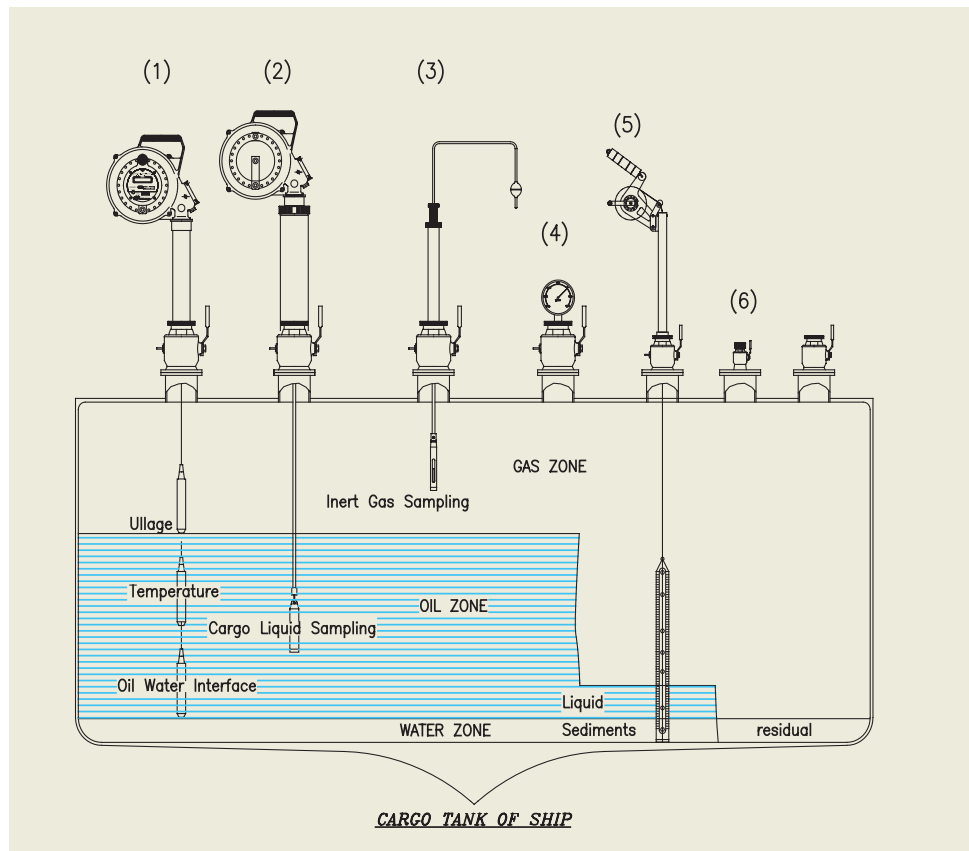 (1)
(2)
(3)
(5)
(4)
(6)
GAS ZONE
Inert Gas Sampling
Ullage
Temperature
OIL ZONE
Cargo Liquid Sampling
Oil Water Interface
Liquid
WATER ZONE
Sediments
residual
CARGO TANK OF SHIP